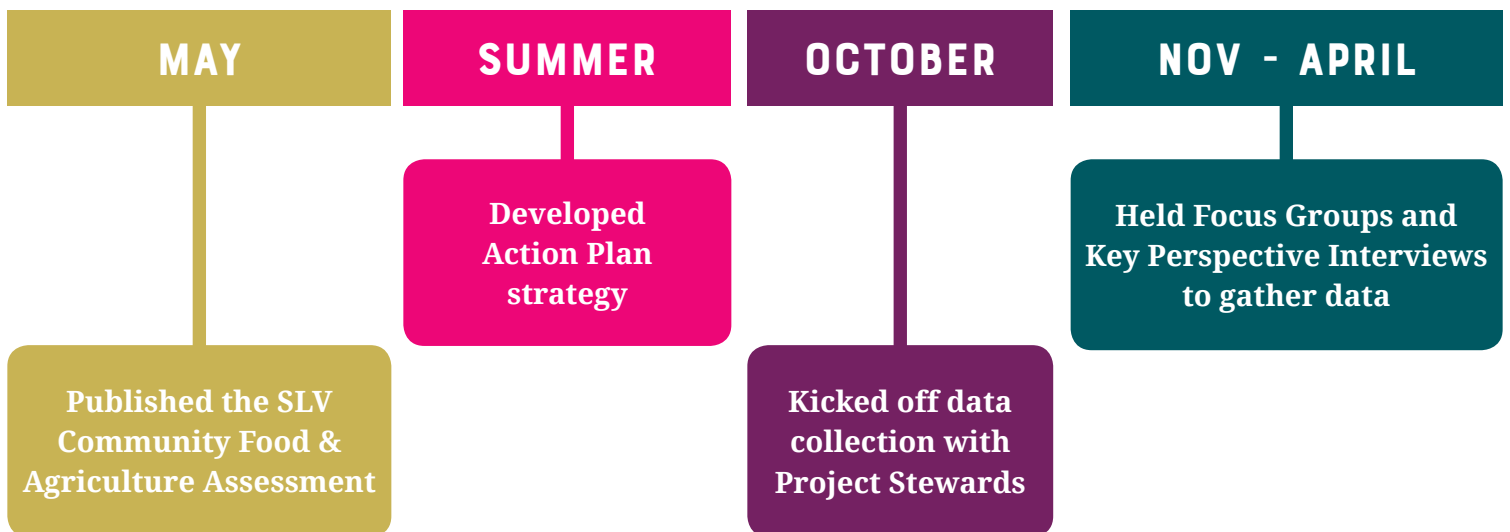 MAY
Published the SLV
Community Food &
Agriculture Assessment
SUMMER
Developed
Action Plan
strategy
OCTOBER
Kicked off data
collection with
Project Stewards
NOV - APRIL
Held Focus Groups and
Key Perspective Interviews
to gather data